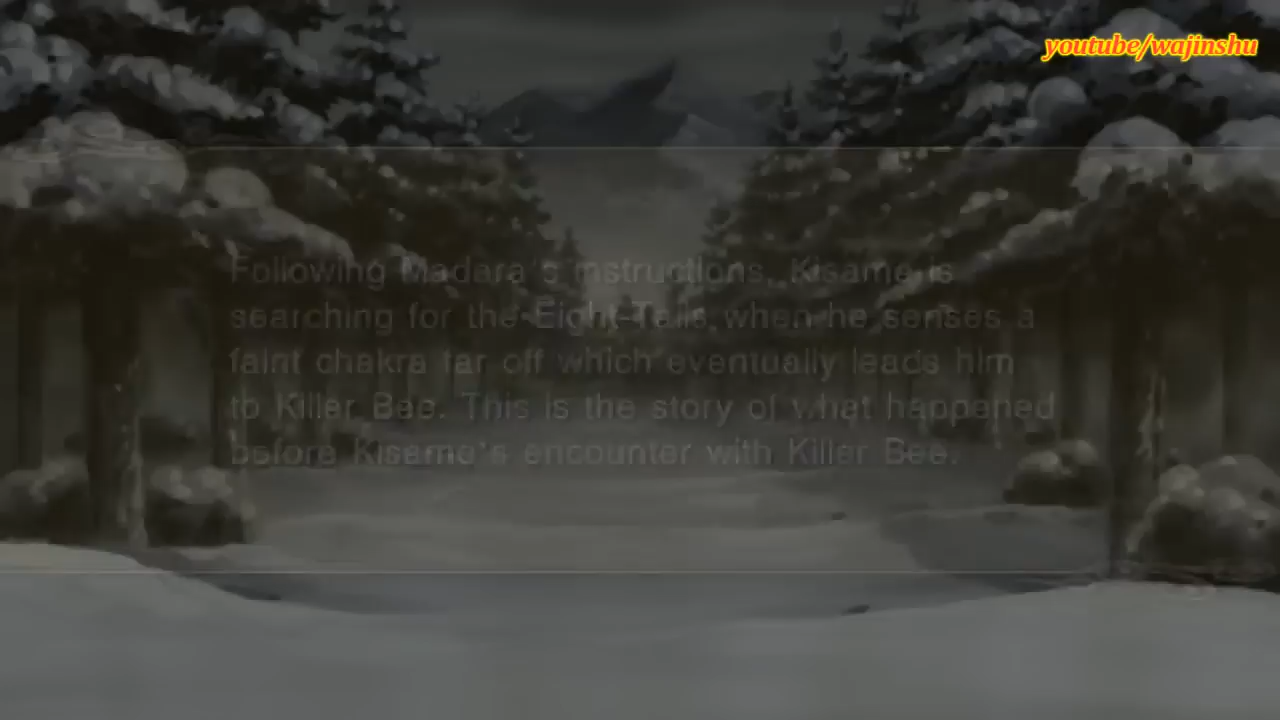 youtube/wajinshu
Following Madara's instructions, Kisame is
searching for the Eight Tails when he senses a
faint chakra far off which eventually leads him
to Killer Bee. This is the story of what happened
before Kisame's encounter with Killer Bee.